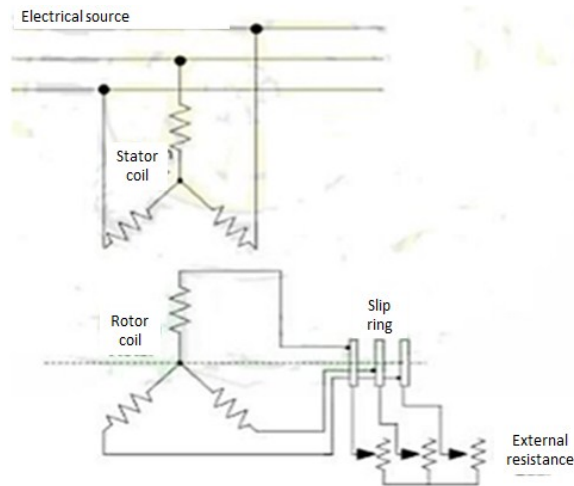 Electrical source
Stator
coil
Rotor
coil
Slip
ring
External
resistance